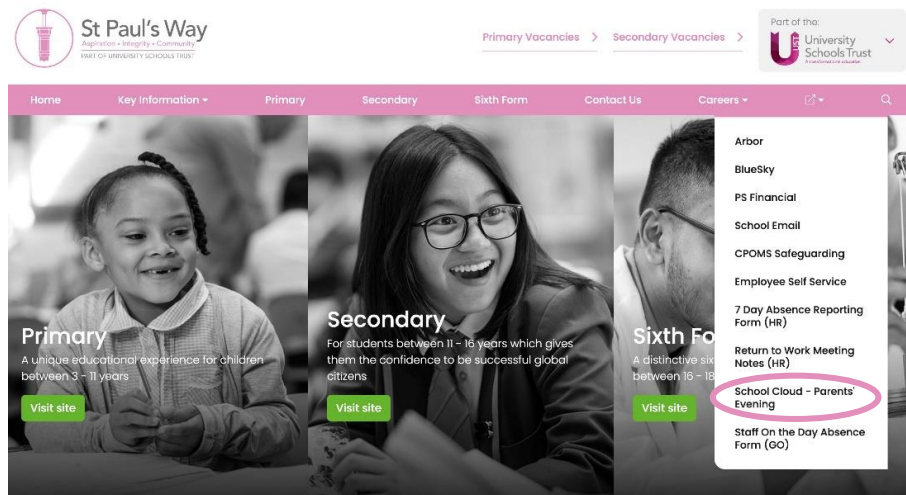 St Paul's Way
Aspiration • Integrity • Community
PART OF UNIVERSITY SCHOOLS TRUST
Primary Vacancies
Secondary Vacancies
Part of the:
UST
University
Schools Trust
Home
Key Information
Primary
Secondary
Sixth Form
Contact Us
Careers
Arbor
BlueSky
PS Financial
School Email
CPOMS Safeguarding
Employee Self Service
7 Day Absence Reporting
Form (HR)
Return to Work Meeting
Notes (HR)
School Cloud - Parents'
Evening
Staff On the Day Absence
Form (GO)
Primary
A unique educational experience for children
between 3 - 11 years
Visit site
Secondary
For students between 11 - 16 years which gives
them the confidence to be successful global
citizens
Visit site
Sixth Fo
A distinctive six
between 16 - 18
Visit site